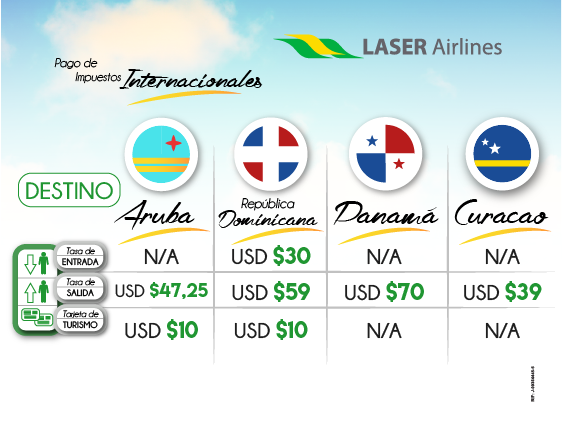 LASER Airlines
Pago de
Impuestos Internacionales
DESTINO
Aruba
República
Dominicana
Panamá
Curacao
Tasa de
ENTRADA
N/A
USD $30
N/A
N/A
Tasa de
SALIDA
USD $47,25
USD $59
USD $70
USD $39
Tarjeta de
TURISMO
USD $10
USD $10
N/A
N/A